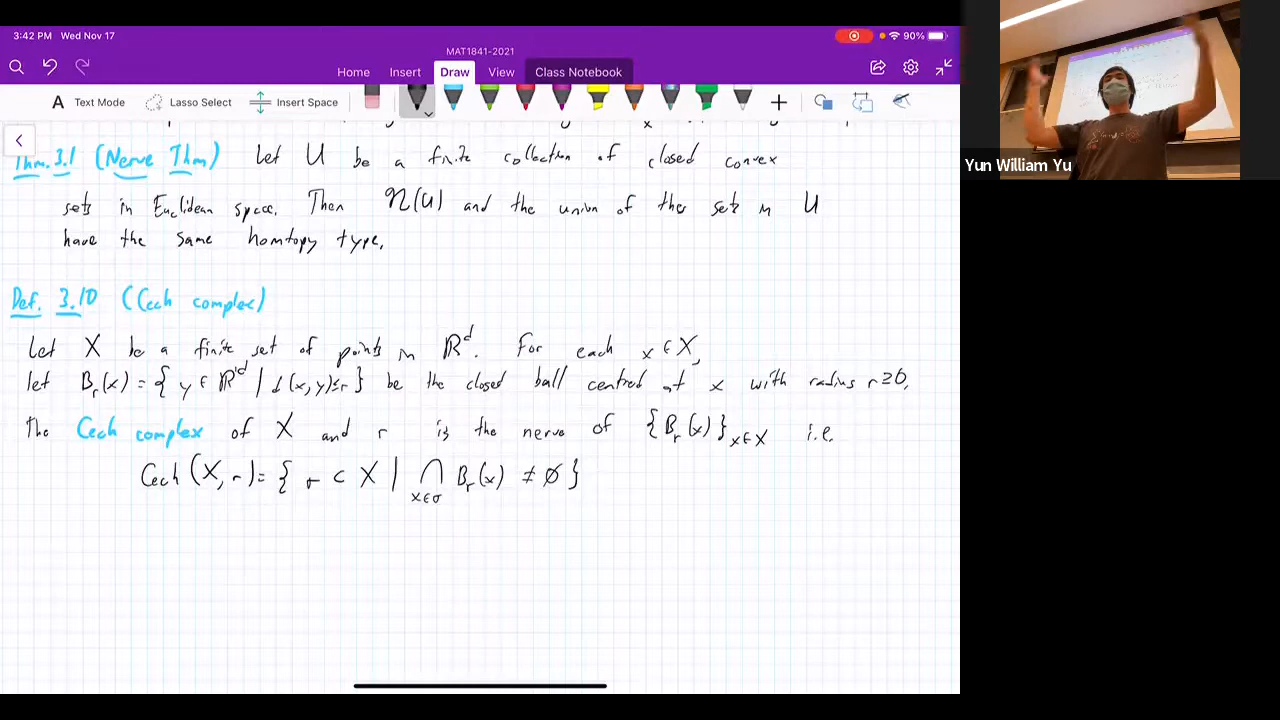 3:42 PM Wed Nov 17
90%
MAT1841-2021
Home Insert Draw View Class Notebook
Text Mode Lasso Select Insert Space
Thm. 3.1 (Nerve Thm) Let U be a finite collection of closed convex
sets in Euclidean space. Then N(U) and the union of the sets in U
have the same homtopy type.
Def. 3.10 (Cech complex)
Let X be a finite set of points in ℝ^d. For each x ∈ X,
let B_r(x) = { y ∈ ℝ^d | d(x, y) ≤ r } be the closed ball centred at x with radius r ≥ 0.
The Cech complex of X and r is the nerve of {B_r(x)}_{x∈X} i.e.
Cech (X, r) = { σ ⊂ X | ⋂_{x∈σ} B_r(x) ≠ ∅ }
Yun William Yu